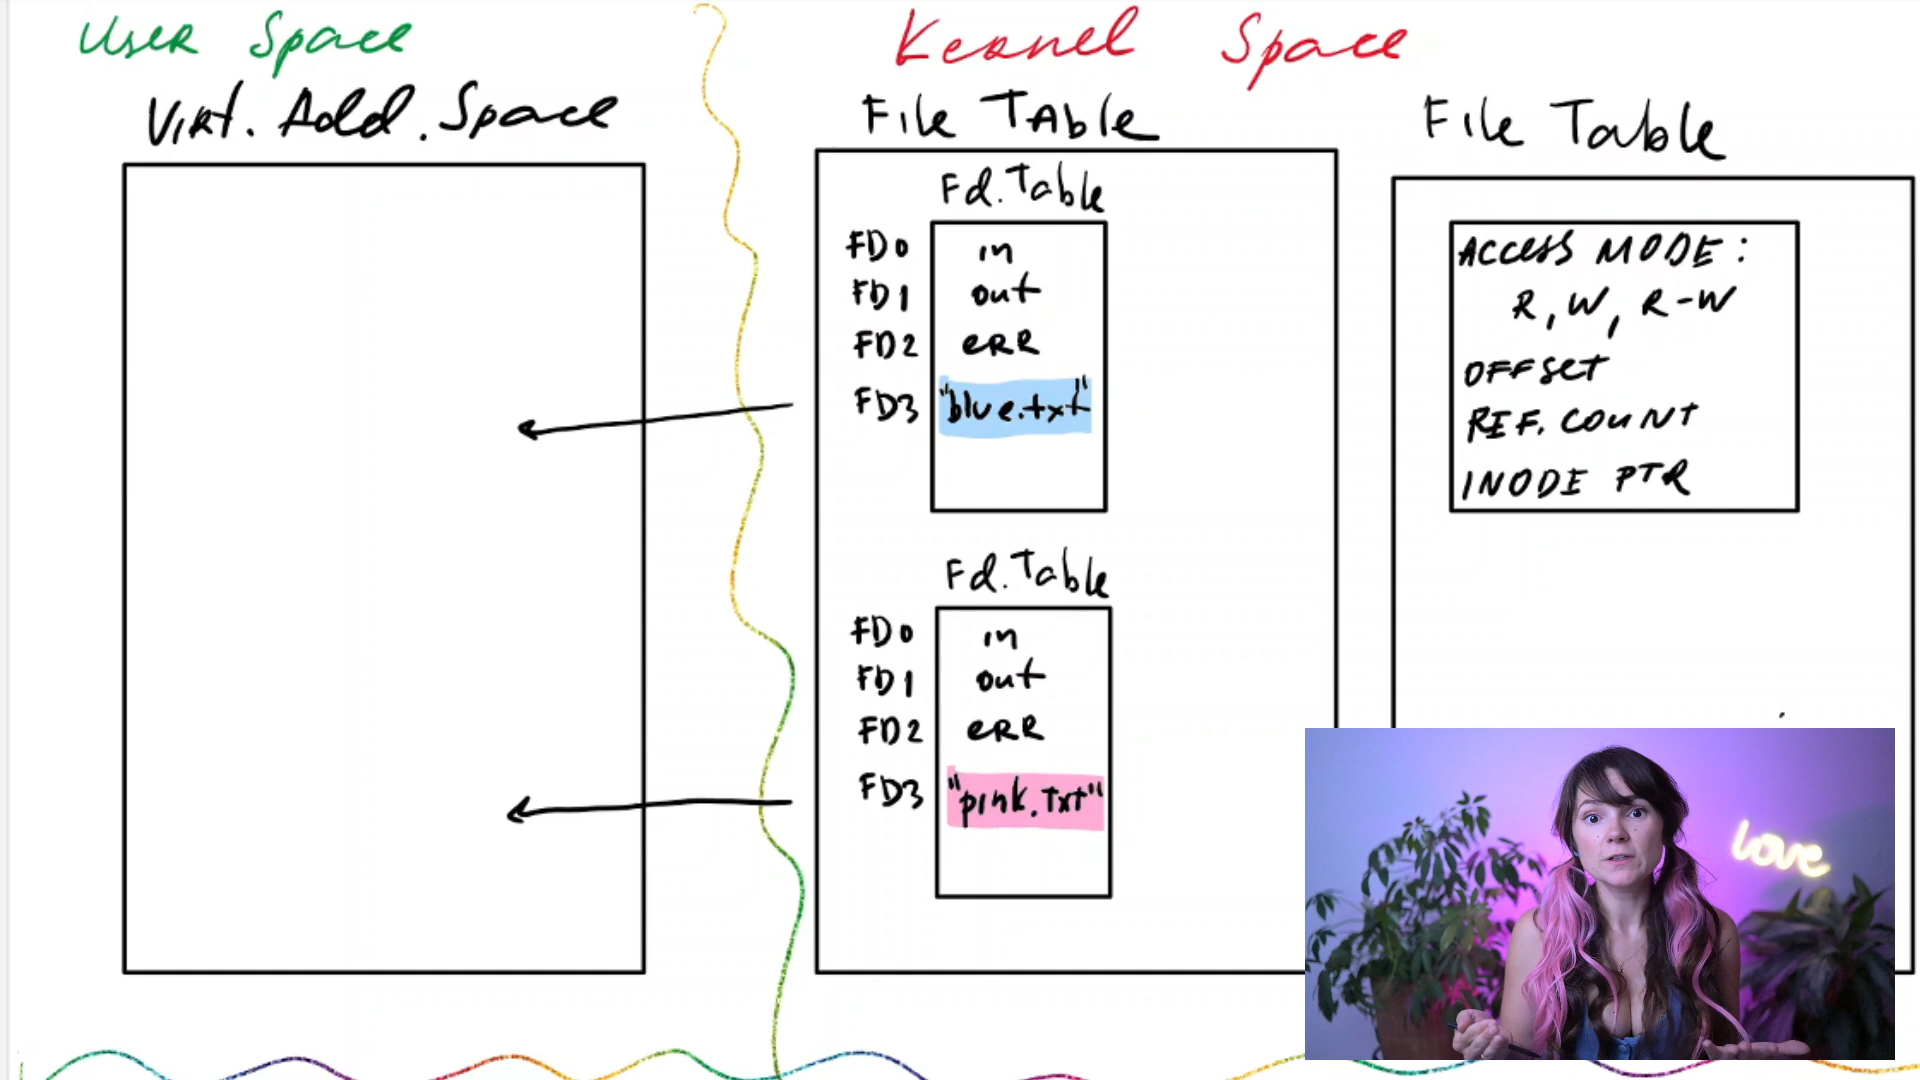 User Space
Kernel Space
Virt. Add. Space
File Table
File Table
Fd. Table
FD0 in
FD1 out
FD2 eRR
FD3 "blue.txt"
Fd. Table
FD0 in
FD1 out
FD2 eRR
FD3 "pink.txt"
ACCESS MODE:
R, W, R-W
OFFSET
REF. COUNT
INODE PTR
love